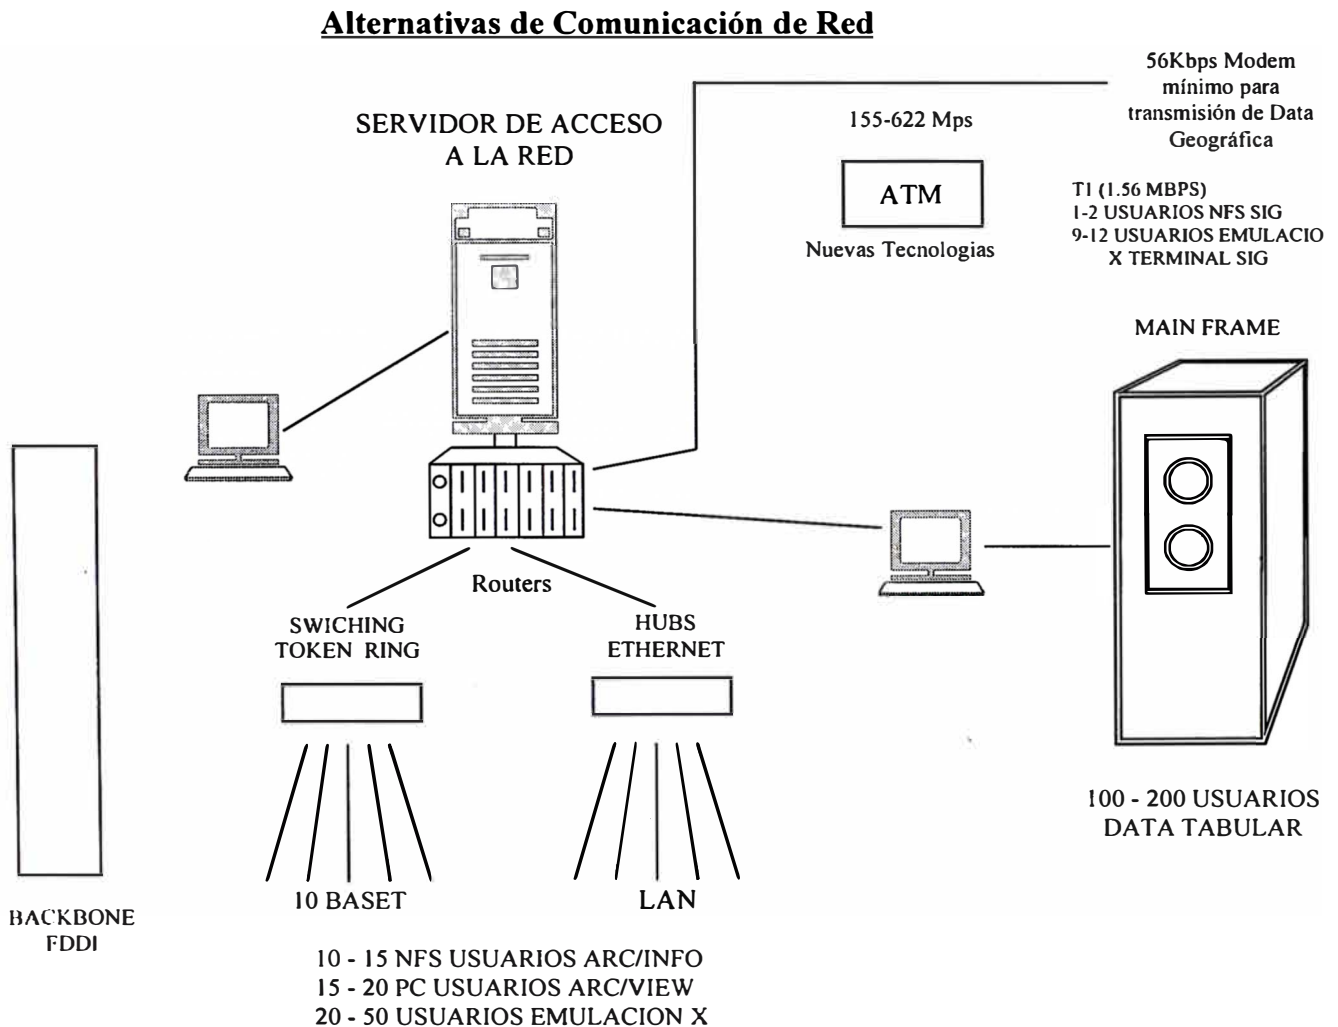 Alternativas de Comunicación de Red
56Kbps Modem
mínimo para
transmisión de Data
Geográfica
155-622 Mps
SERVIDOR DE ACCESO
A LA RED
ATM
Nuevas Tecnologias
T1 (1.56 MBPS)
1-2 USUARIOS NFS SIG
9-12 USUARIOS EMULACIO
X TERMINAL SIG
MAIN FRAME
Routers
SWICHING
TOKEN RING
HUBS
ETHERNET
100 - 200 USUARIOS
DATA TABULAR
10 BASET
LAN
BACKBONE
FDDI
10 - 15 NFS USUARIOS ARC/INFO
15 - 20 PC USUARIOS ARC/VIEW
20 - 50 USUARIOS EMULACION X